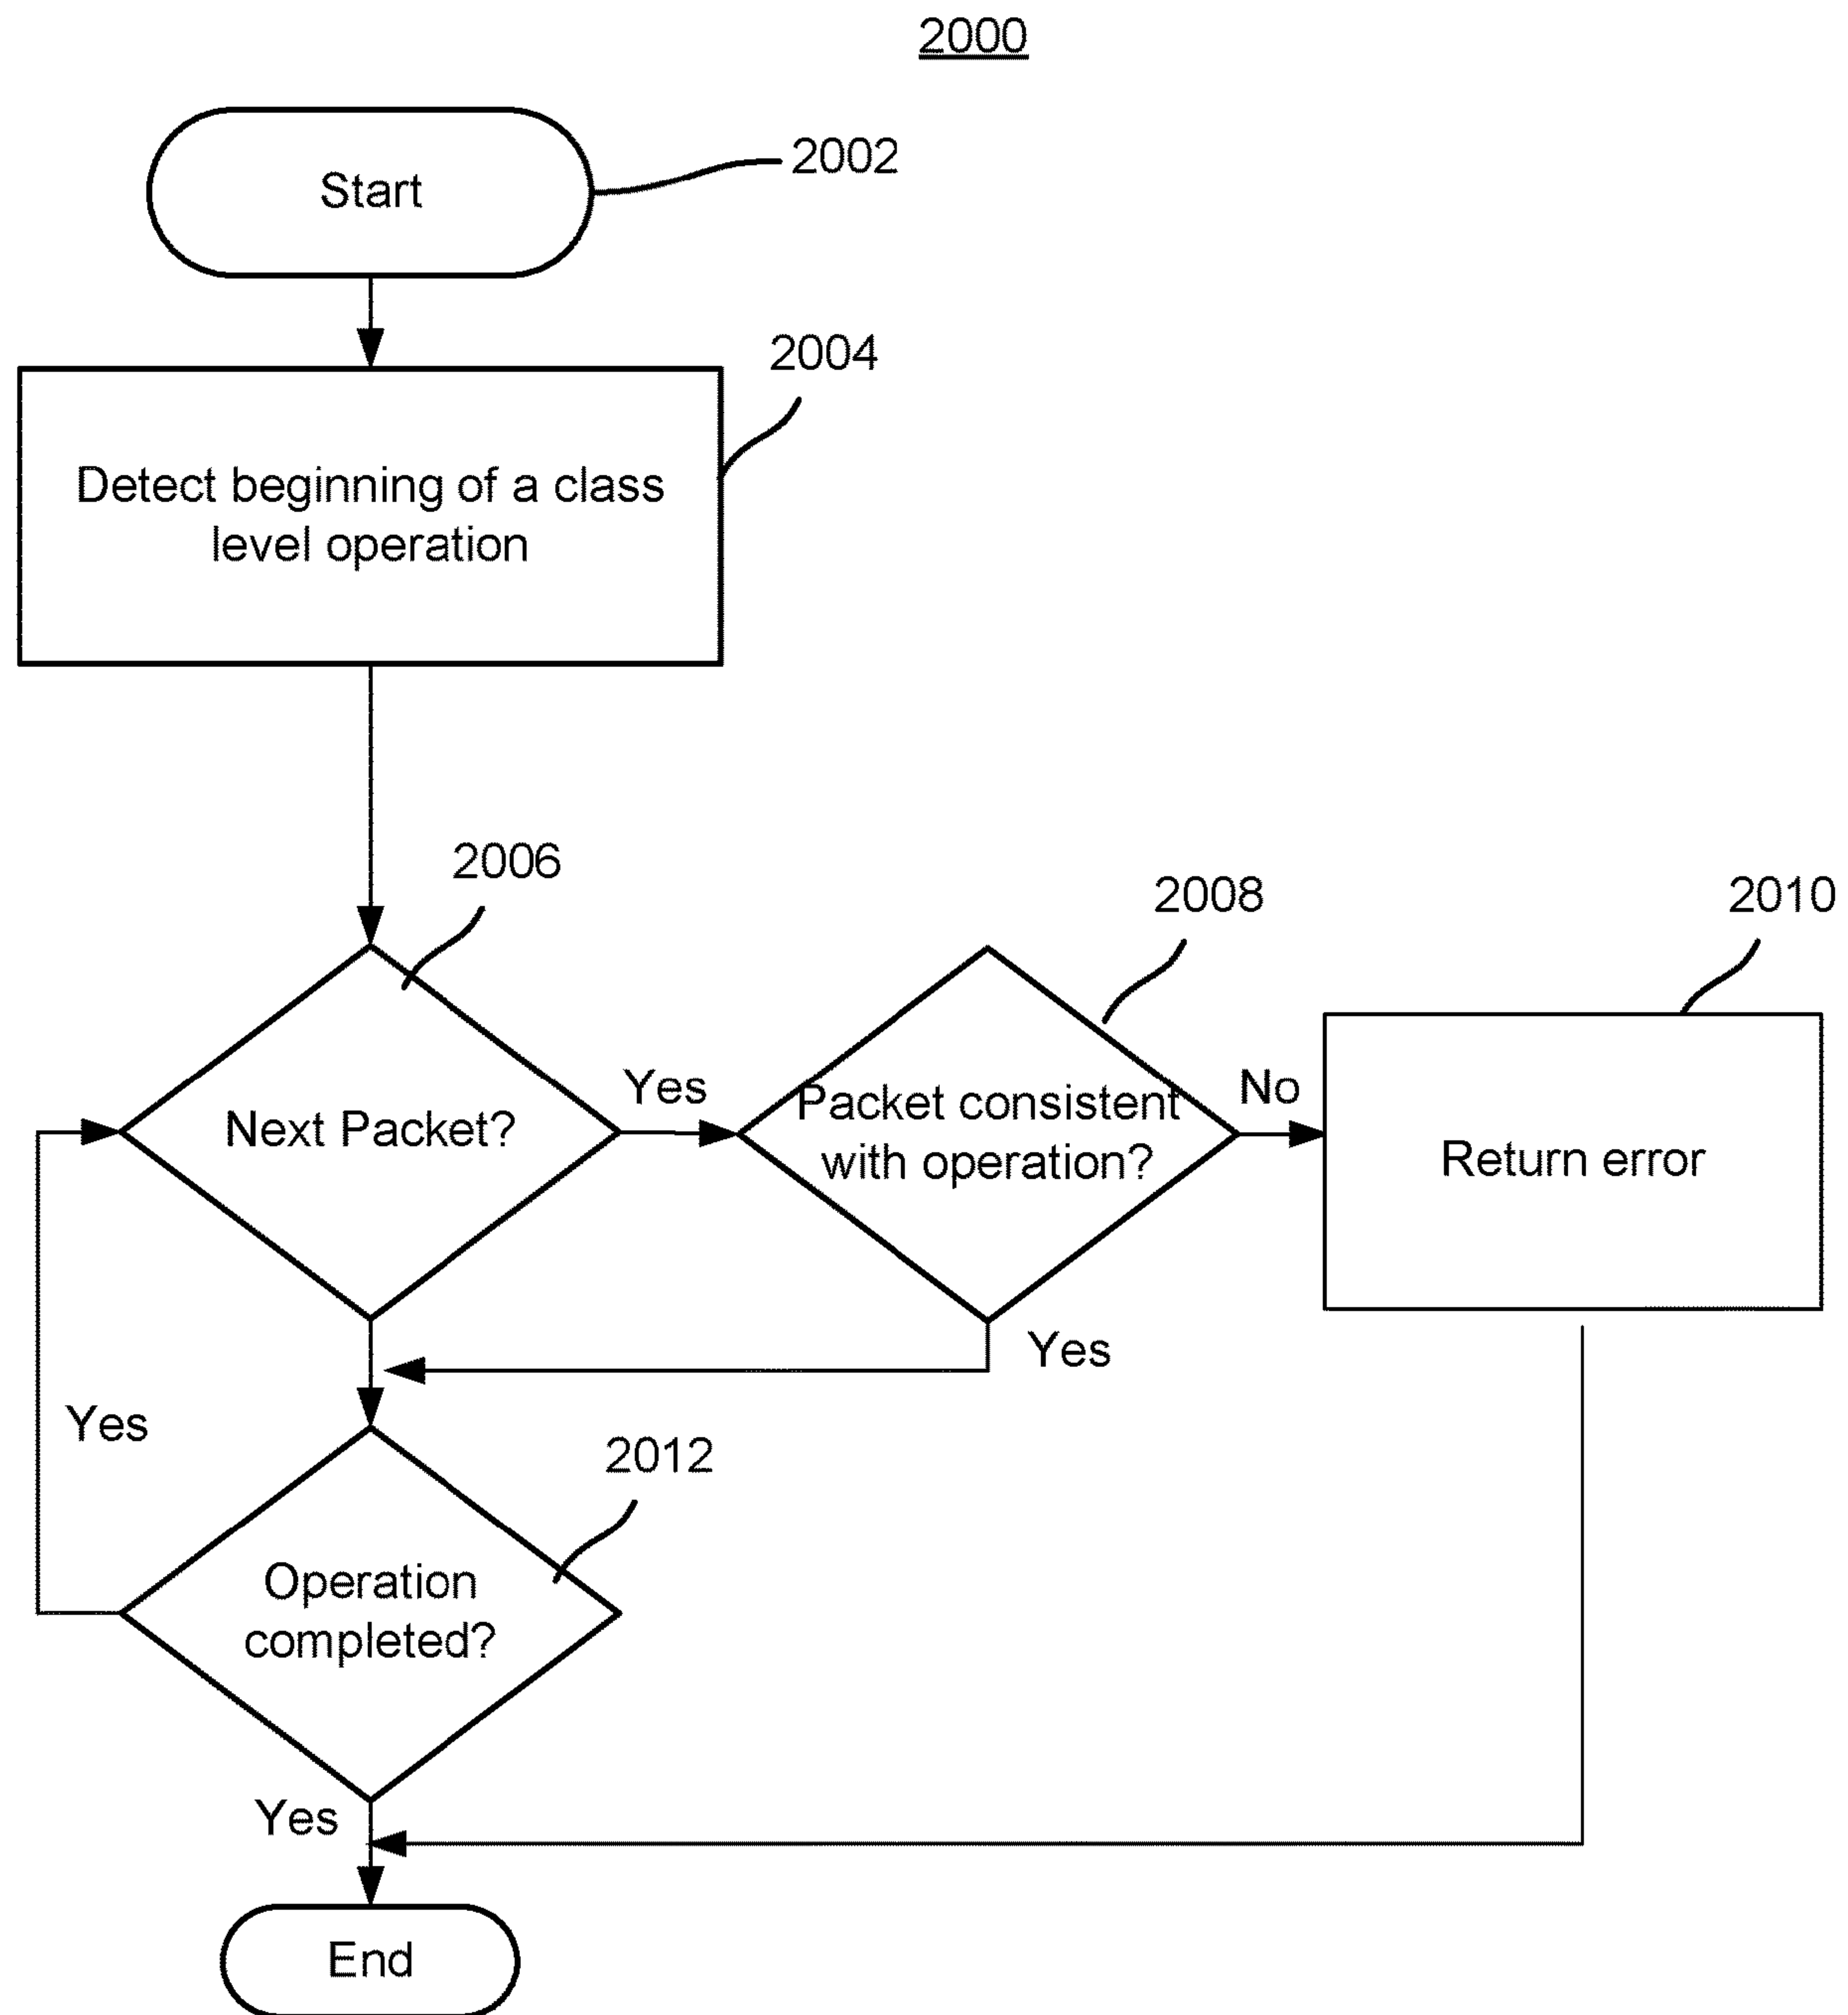 2000
Start
2002
2004
Detect beginning of a class
level operation
2006
2008
2010
Next Packet?
Yes
Packet consistent
with operation?
No
Return error
Yes
Yes
2012
Operation
completed?
Yes
End